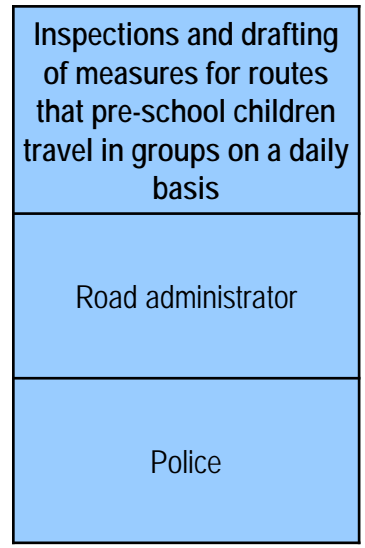 Inspections and drafting
of measures for routes
that pre-school children
travel in groups on a daily
basis
Road administrator
Police